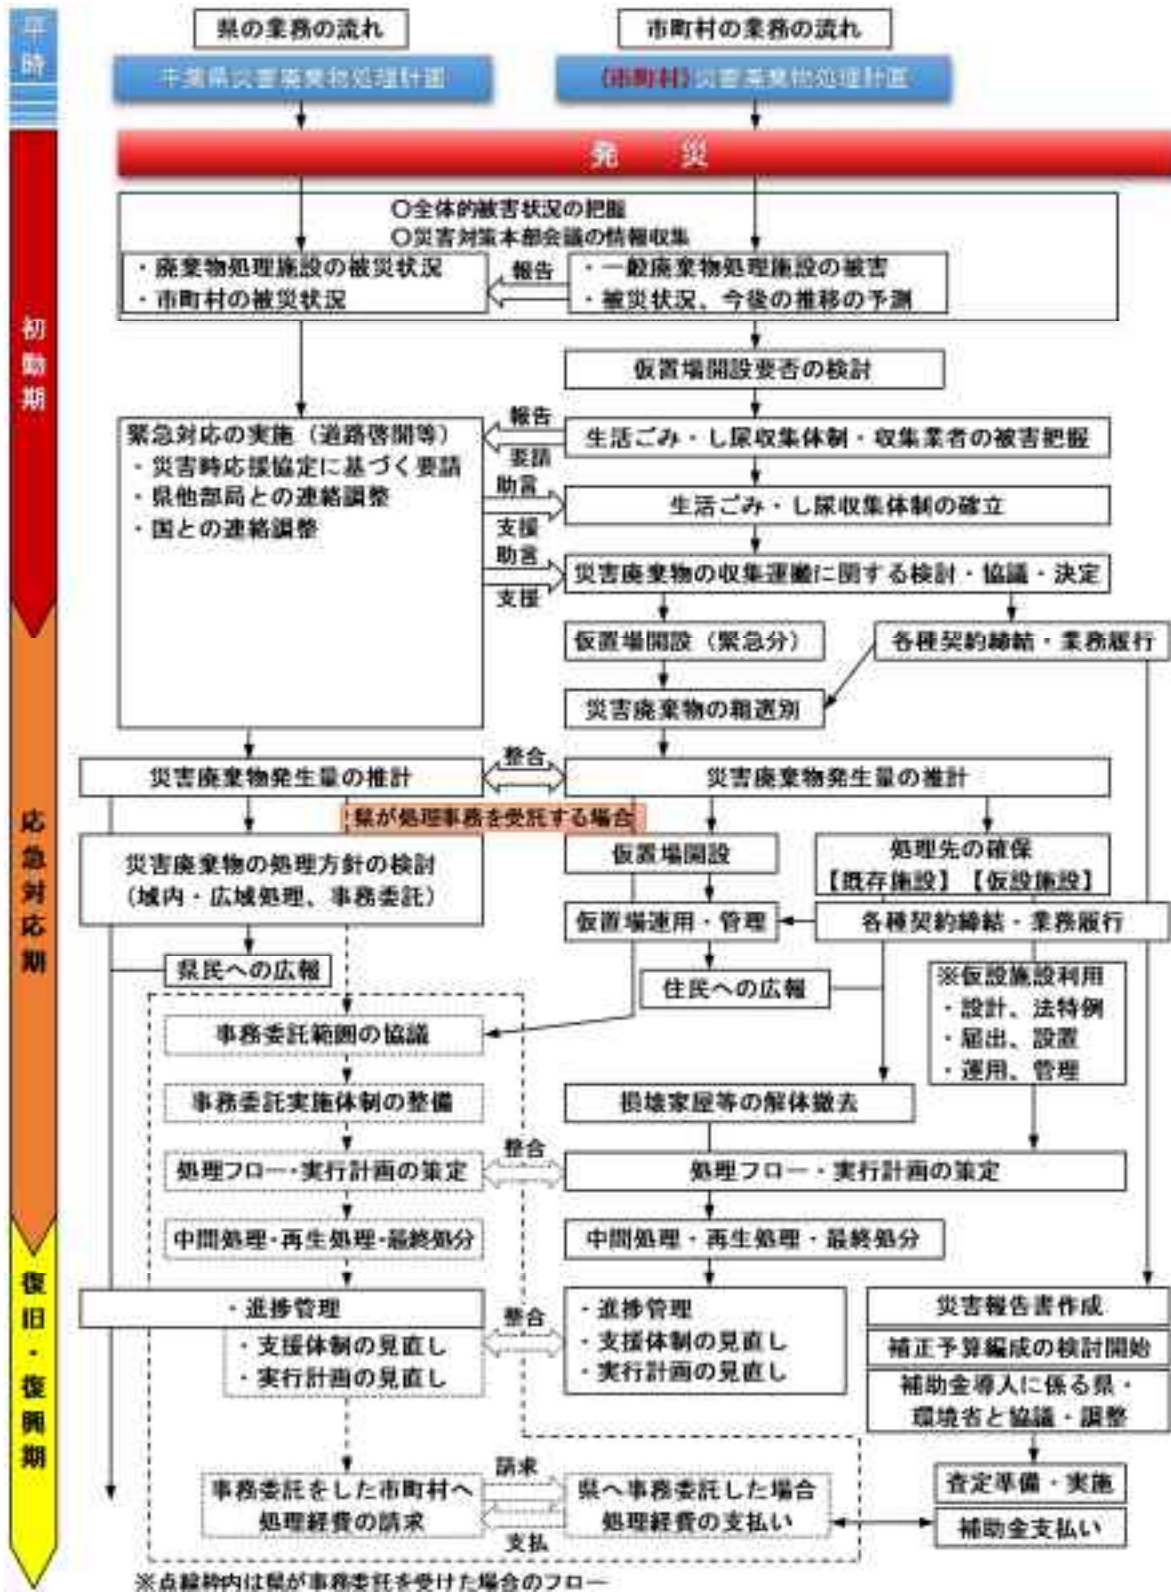 平時
県の業務の流れ
市町村の業務の流れ
千葉県災害廃棄物処理計画
(市町村)災害廃棄物処理計画
発　災
初動期
○全体的被害状況の把握
○災害対策本部会議の情報収集
・廃棄物処理施設の被災状況
・市町村の被災状況
報告
・一般廃棄物処理施設の被害
・被災状況、今後の推移の予測
仮置場開設要否の検討
緊急対応の実施（道路啓開等）
・災害時応援協定に基づく要請
・県他部局との連絡調整
・国との連絡調整
報告
要請
生活ごみ・し尿収集体制・収集業者の被害把握
助言
支援
生活ごみ・し尿収集体制の確立
助言
支援
災害廃棄物の収集運搬に関する検討・協議・決定
仮置場開設（緊急分）
各種契約締結・業務履行
災害廃棄物の粗選別
応急対応期
災害廃棄物発生量の推計
整合
災害廃棄物発生量の推計
県が処理事務を受託する場合
災害廃棄物の処理方針の検討
（域内・広域処理、事務委託）
仮置場開設
処理先の確保
【既存施設】【仮設施設】
仮置場運用・管理
各種契約締結・業務履行
県民への広報
住民への広報
※仮設施設利用
・設計、法特例
・届出、設置
・運用、管理
事務委託範囲の協議
事務委託実施体制の整備
損壊家屋等の解体撤去
処理フロー・実行計画の策定
整合
処理フロー・実行計画の策定
中間処理・再生処理・最終処分
中間処理・再生処理・最終処分
復旧・復興期
・進捗管理
・支援体制の見直し
・実行計画の見直し
整合
・進捗管理
・支援体制の見直し
・実行計画の見直し
災害報告書作成
補正予算編成の検討開始
補助金導入に係る県・
環境省と協議・調整
事務委託をした市町村へ
処理経費の請求
請求
支払
県へ事務委託した場合
処理経費の支払い
査定準備・実施
補助金支払い
※点線枠内は県が事務委託を受けた場合のフロー